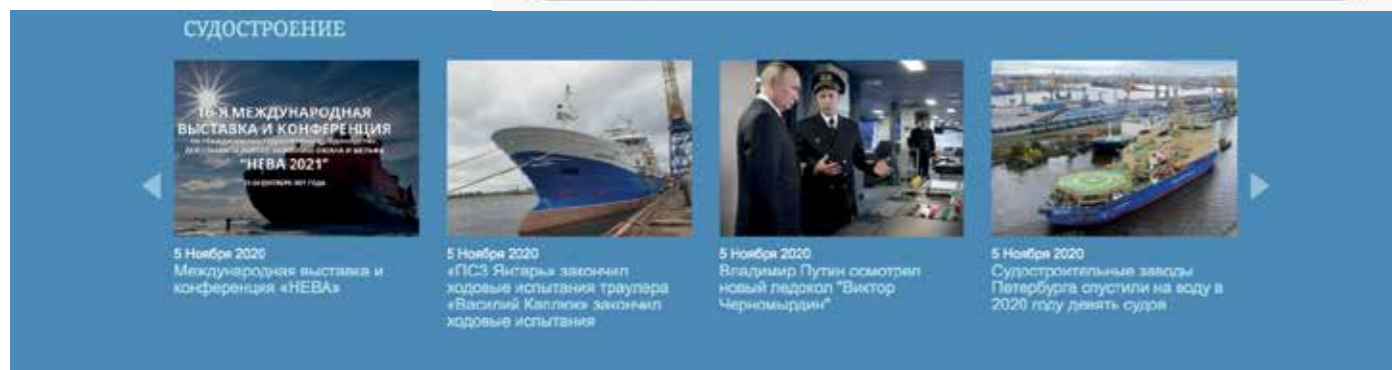 СУДОСТРОЕНИЕ
16-Я МЕЖДУНАРОДНАЯ
ВЫСТАВКА И КОНФЕРЕНЦИЯ
"НЕВА 2021"
5 Ноября 2020
Международная выставка и
конференция «НЕВА»
5 Ноября 2020
«ПСЗ Янтарь» закончил
ходовые испытания траулера
«Василий Каплюк» закончил
ходовые испытания
5 Ноября 2020
Владимир Путин осмотрел
новый ледокол "Виктор
Черномырдин"
5 Ноября 2020
Судостроительные заводы
Петербурга спустили на воду в
2020 году девять судов